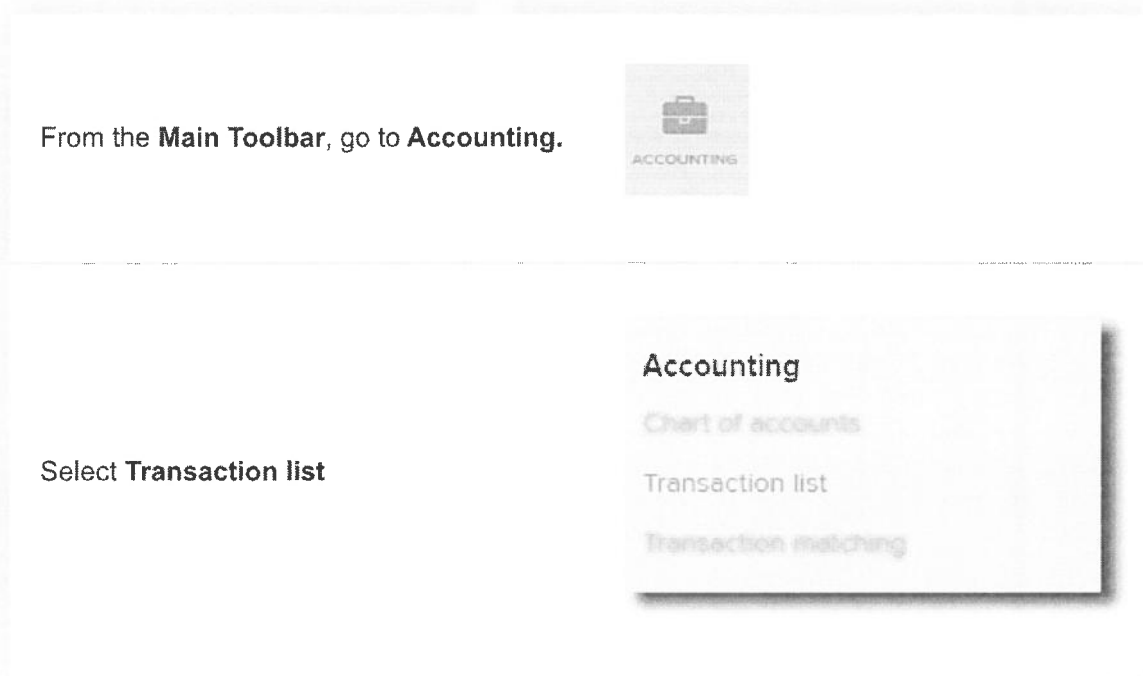 From the Main Toolbar, go to Accounting.
ACCOUNTING
Accounting
Chart of accounts
Select Transaction list
Transaction list
Transaction matching